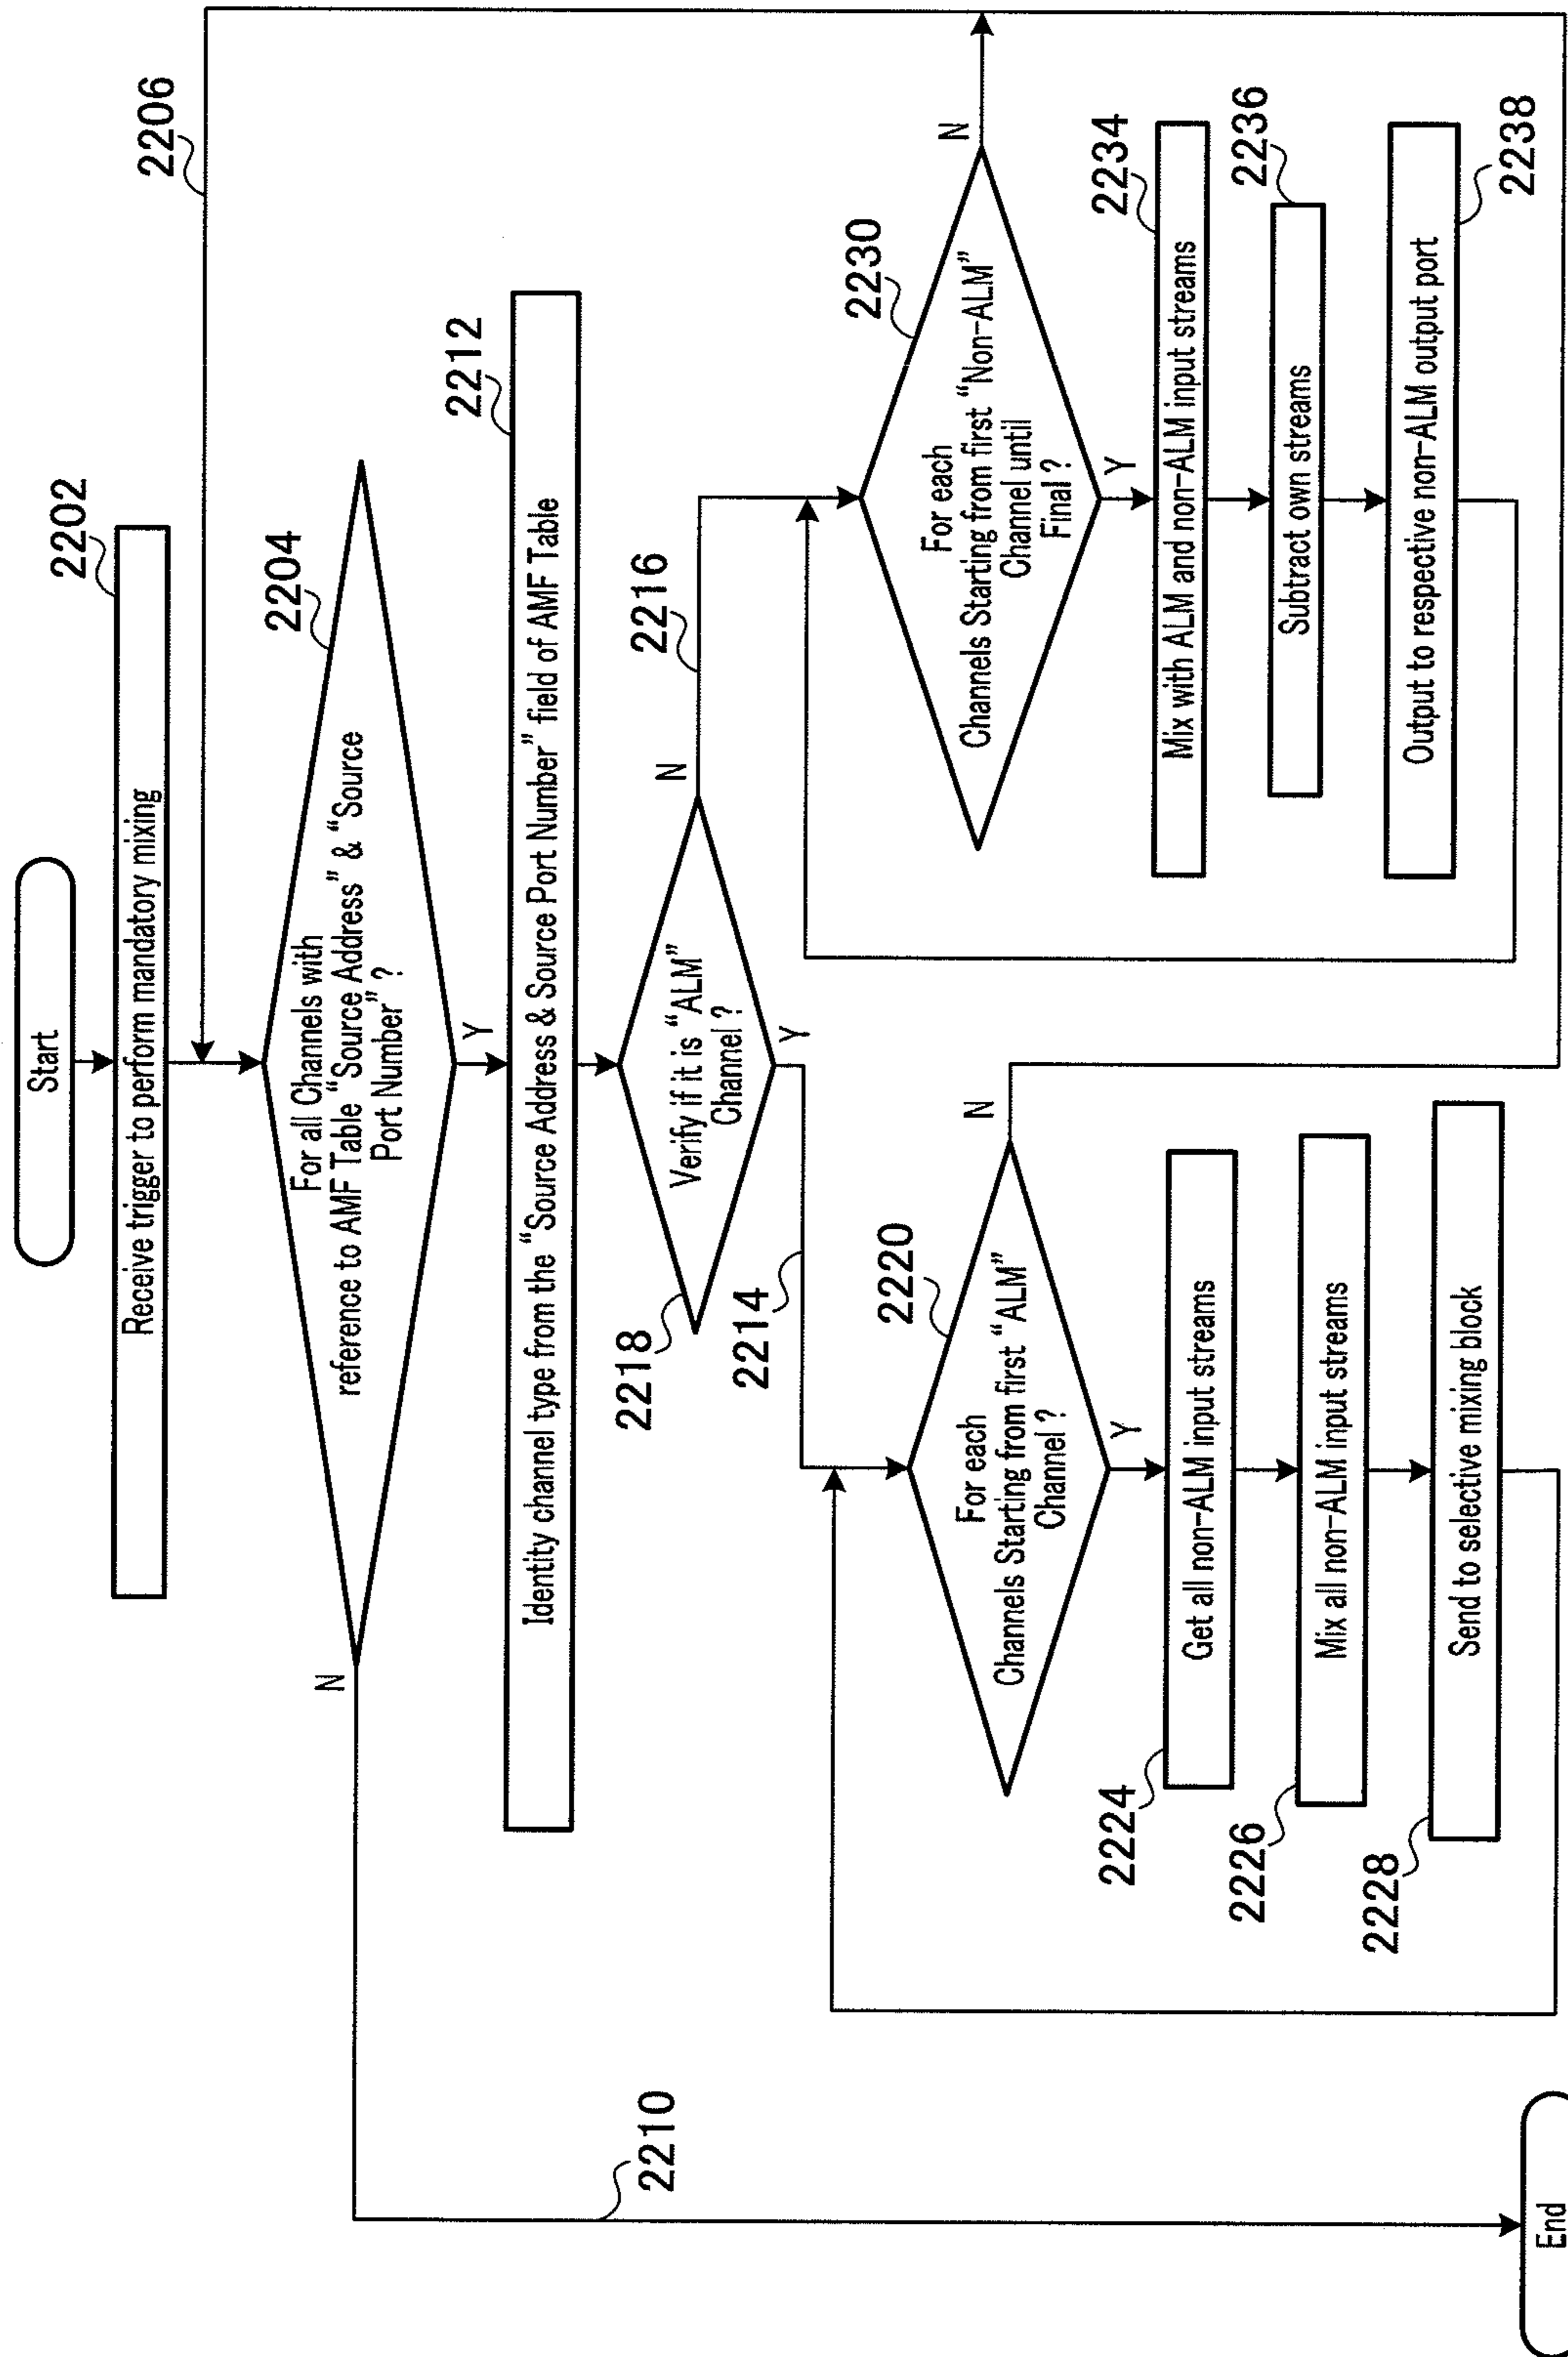 Start
2202
Receive trigger to perform mandatory mixing
2206
2204
For all Channels with
reference to AMF Table “Source Address” & “Source
Port Number” ?
N
Y
2210
2212
Identity channel type from the “Source Address & Source Port Number” field of AMF Table
2218
Verify if it is “ALM”
Channel ?
N
2216
Y
2214
2220
For each
Channels Starting from first “ALM”
Channel ?
N
Y
2224
Get all non-ALM input streams
2226
Mix all non-ALM input streams
2228
Send to selective mixing block
2230
For each
Channels Starting from first “Non-ALM”
Channel until
Final ?
N
Y
2234
Mix with ALM and non-ALM input streams
2236
Subtract own streams
2238
Output to respective non-ALM output port
End